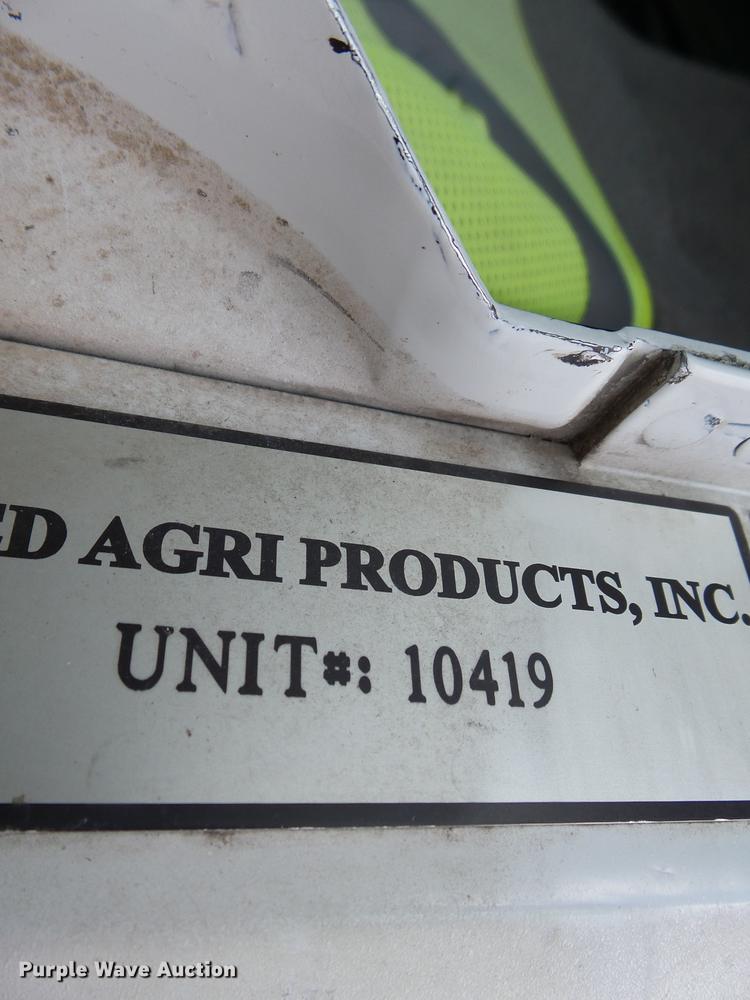 ED AGRI PRODUCTS, INC.
UNIT#: 10419
Purple Wave Auction